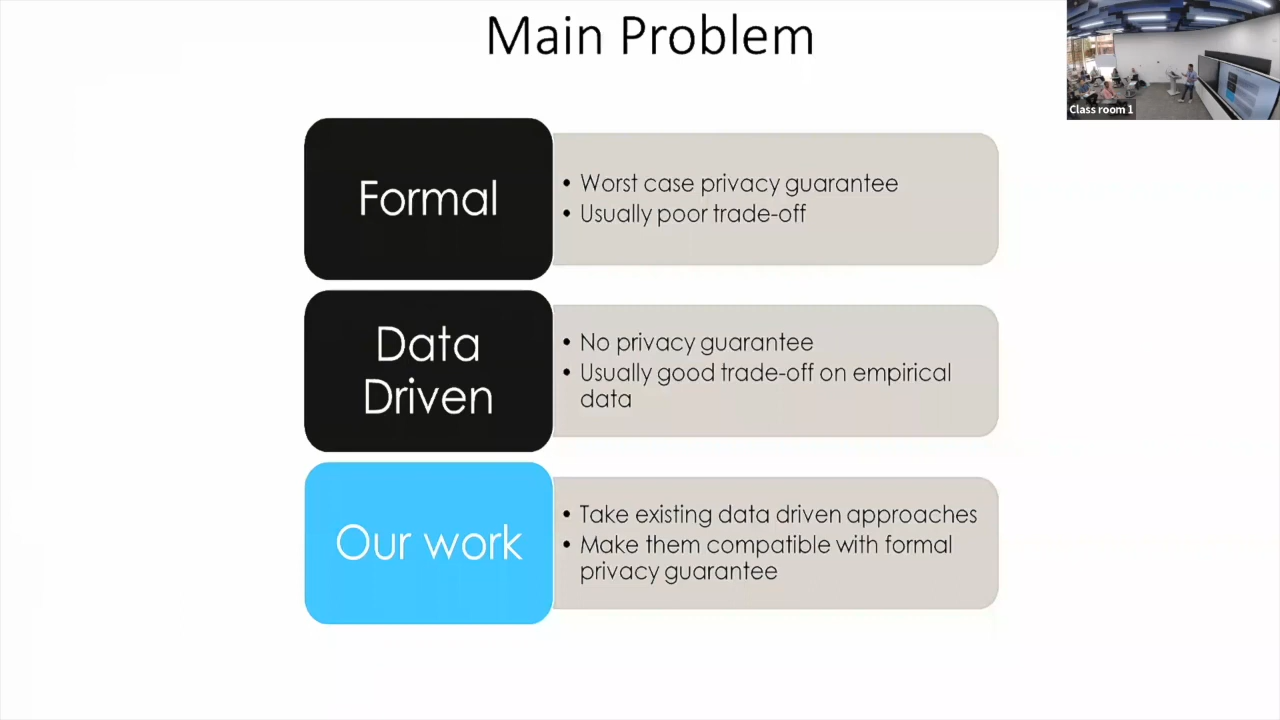 Main Problem
Class room 1
Formal
• Worst case privacy guarantee
• Usually poor trade-off
Data
Driven
• No privacy guarantee
• Usually good trade-off on empirical
data
Our work
• Take existing data driven approaches
• Make them compatible with formal
privacy guarantee